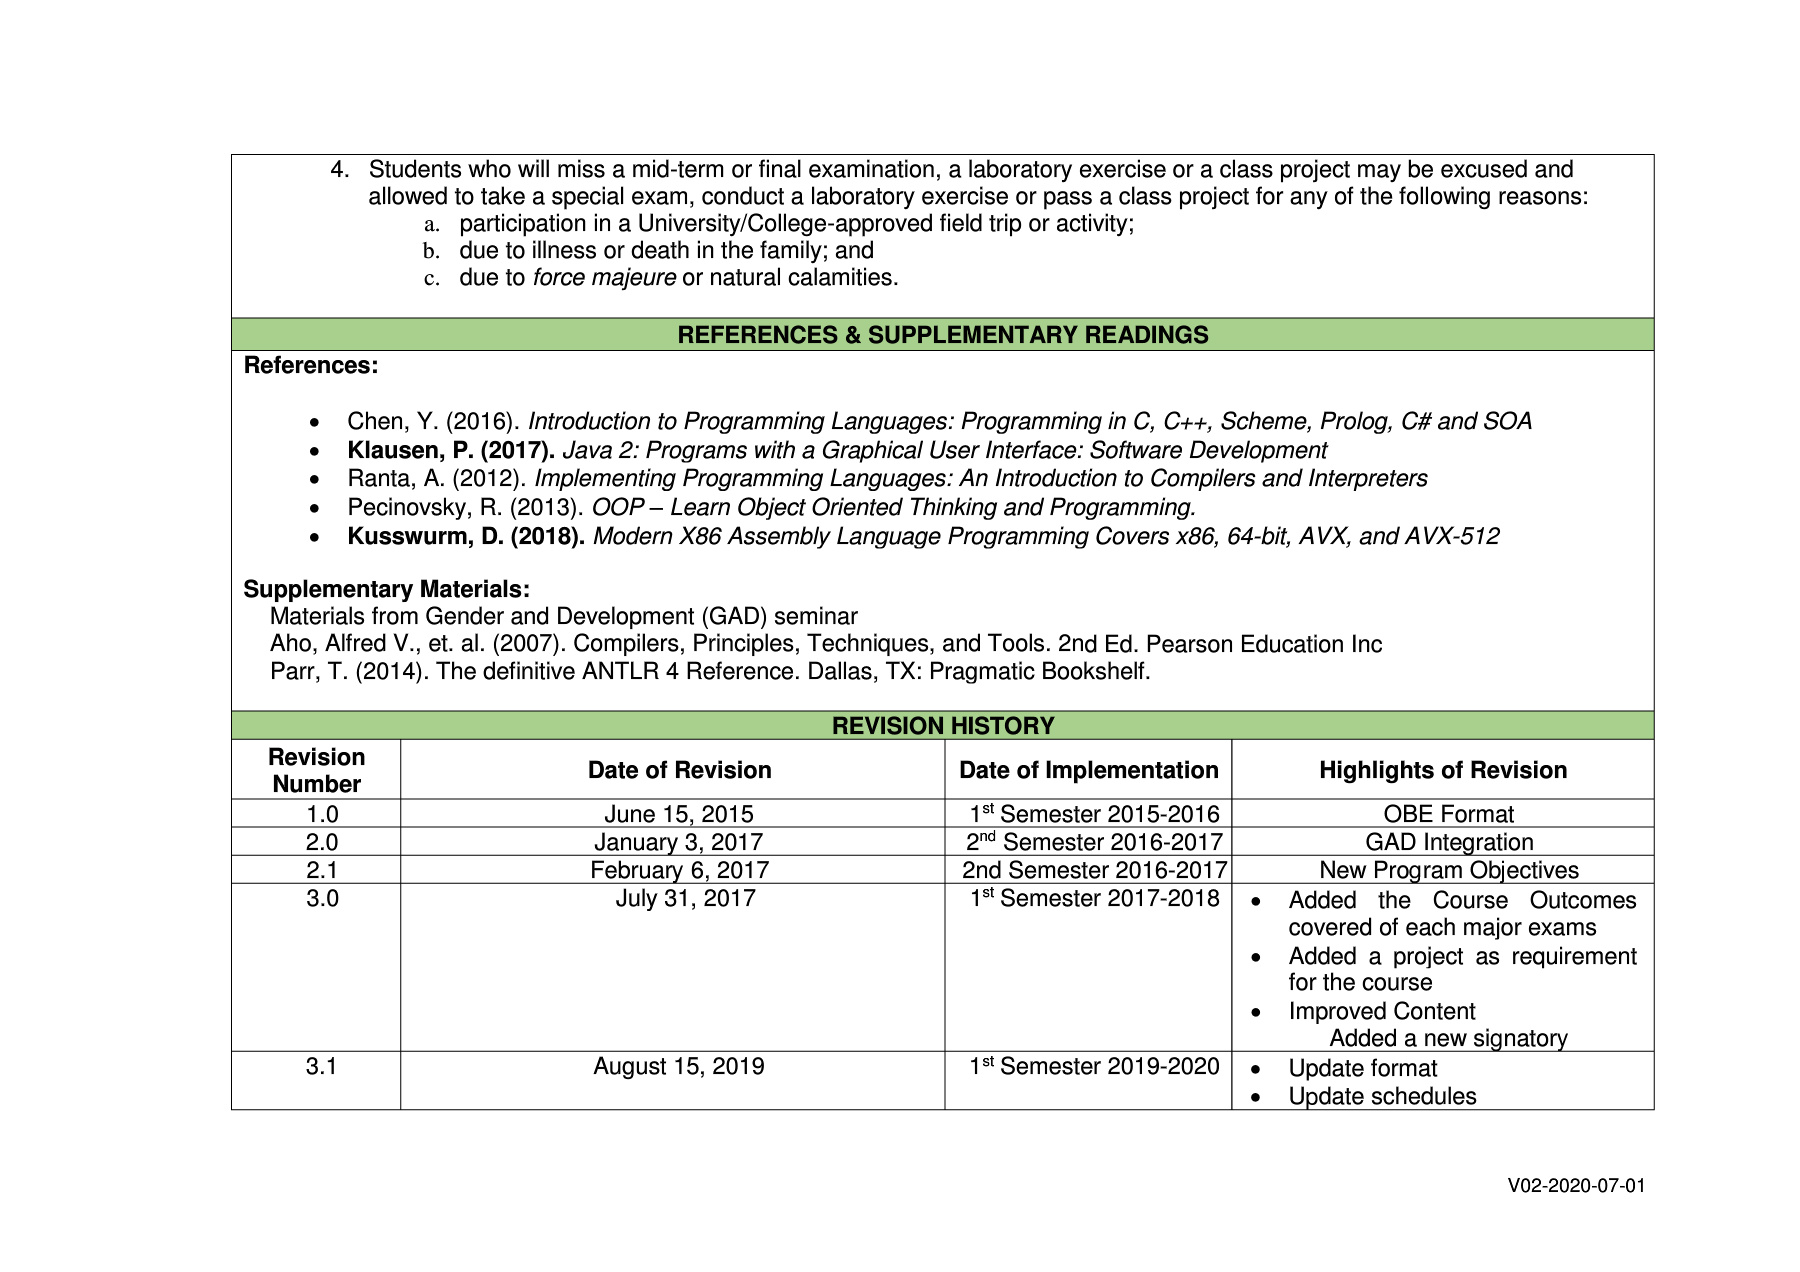 4. Students who will miss a mid-term or final examination, a laboratory exercise or a class project may be excused and
allowed to take a special exam, conduct a laboratory exercise or pass a class project for any of the following reasons:
a. participation in a University/College-approved field trip or activity;
b. due to illness or death in the family; and
c. due to force majeure or natural calamities.
REFERENCES & SUPPLEMENTARY READINGS
References:
• Chen, Y. (2016). Introduction to Programming Languages: Programming in C, C++, Scheme, Prolog, C# and SOA
• Klausen, P. (2017). Java 2: Programs with a Graphical User Interface: Software Development
• Ranta, A. (2012). Implementing Programming Languages: An Introduction to Compilers and Interpreters
• Pecinovsky, R. (2013). OOP – Learn Object Oriented Thinking and Programming.
• Kusswurm, D. (2018). Modern X86 Assembly Language Programming Covers x86, 64-bit, AVX, and AVX-512
Supplementary Materials:
Materials from Gender and Development (GAD) seminar
Aho, Alfred V., et. al. (2007). Compilers, Principles, Techniques, and Tools. 2nd Ed. Pearson Education Inc
Parr, T. (2014). The definitive ANTLR 4 Reference. Dallas, TX: Pragmatic Bookshelf.
REVISION HISTORY
Revision
Number
Date of Revision
Date of Implementation
Highlights of Revision
1.0
June 15, 2015
1st Semester 2015-2016
OBE Format
2.0
January 3, 2017
2nd Semester 2016-2017
GAD Integration
2.1
February 6, 2017
2nd Semester 2016-2017
New Program Objectives
3.0
July 31, 2017
1st Semester 2017-2018
• Added the Course Outcomes
covered of each major exams
• Added a project as requirement
for the course
• Improved Content
Added a new signatory
3.1
August 15, 2019
1st Semester 2019-2020
• Update format
• Update schedules
V02-2020-07-01